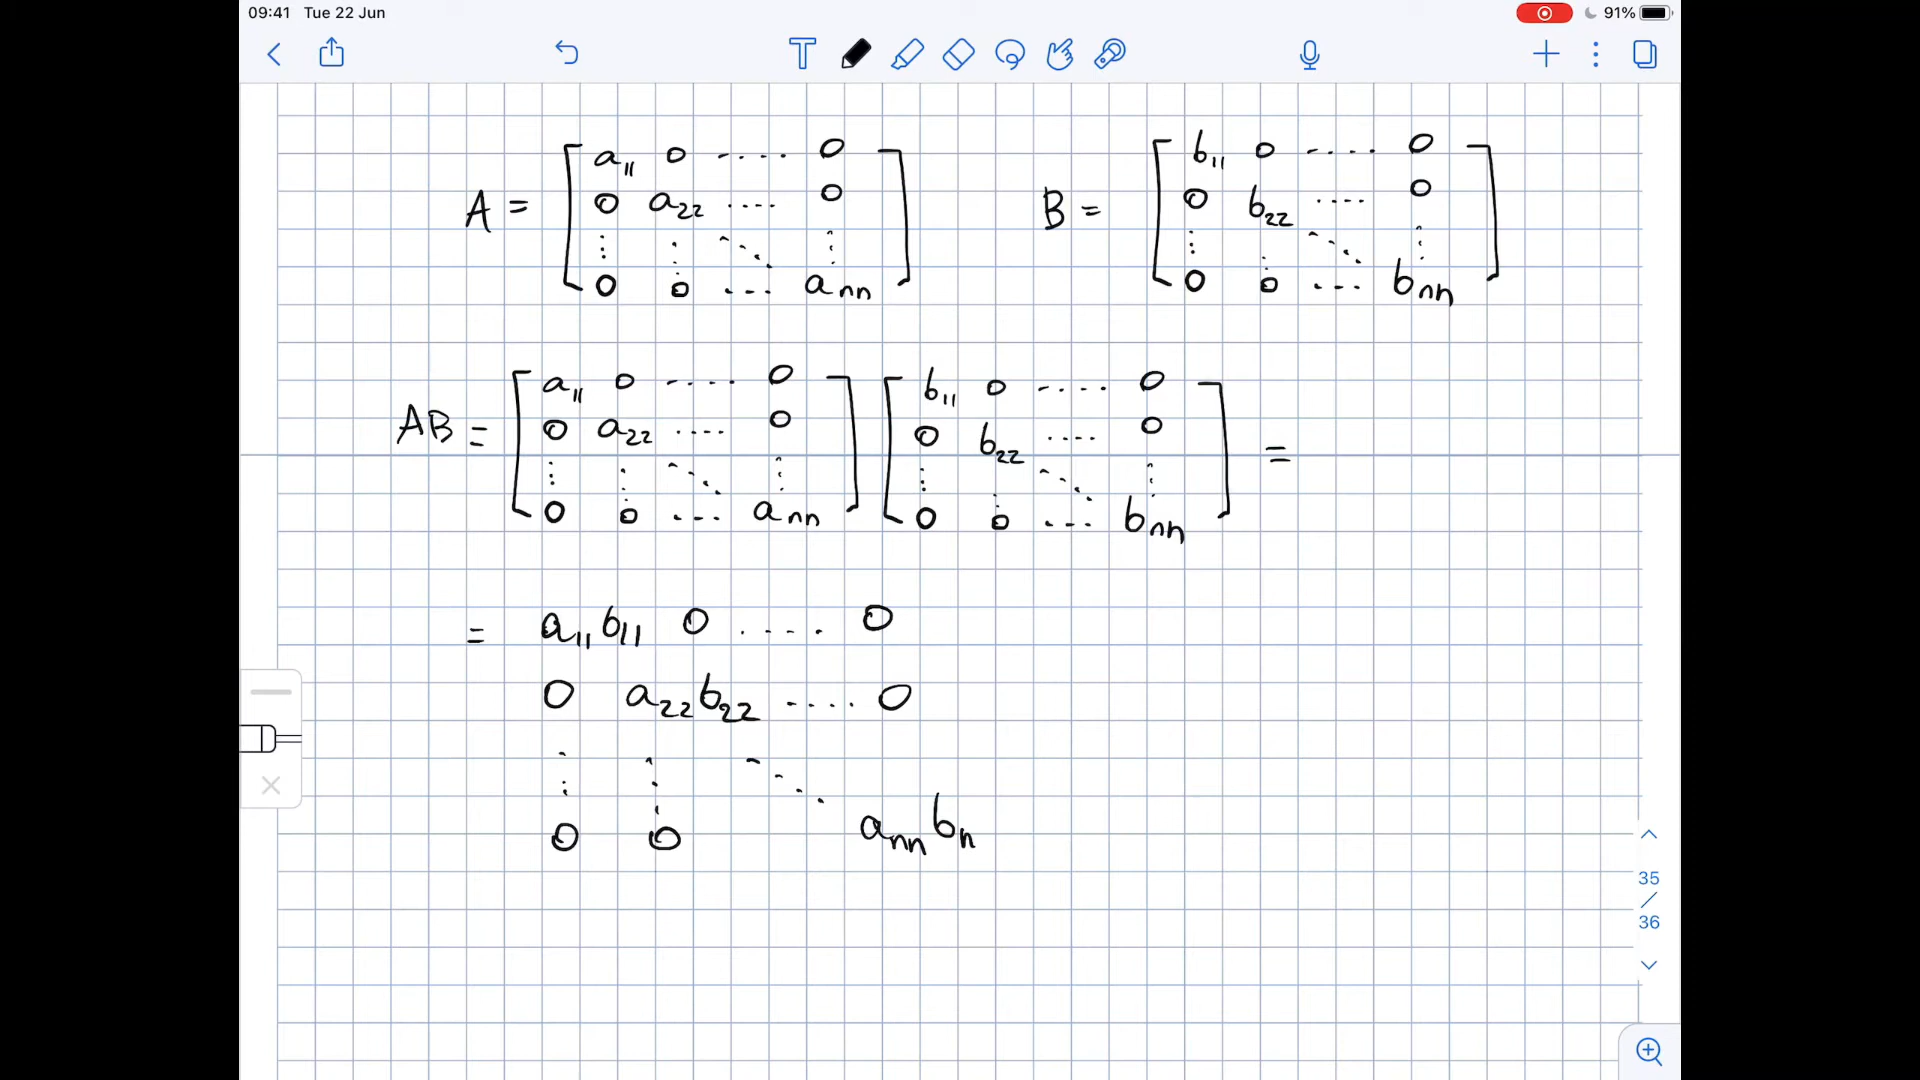 09:41 Tue 22 Jun 91%
A = [ a₁₁ 0 ---- 0 B = [ b₁₁ 0 ---- 0
0 a₂₂ .... 0 ] 0 b₂₂ .... 0 ]
⋮ ⋮ ⋱ ⋮ ⋮ ⋮ ⋱ ⋮
0 0 ... aₙₙ 0 0 ... bₙₙ
AB = [ a₁₁ 0 ---- 0 ] [ b₁₁ 0 ---- 0 ] =
0 a₂₂ .... 0 0 b₂₂ .... 0
⋮ ⋮ ⋱ ⋮ ⋮ ⋮ ⋱ ⋮
0 0 ... aₙₙ 0 0 ... bₙₙ
= a₁₁b₁₁ 0 .... 0
0 a₂₂b₂₂ .... 0
⋮ ⋮ ⋱
0 0 aₙₙbₙ
35
/
36